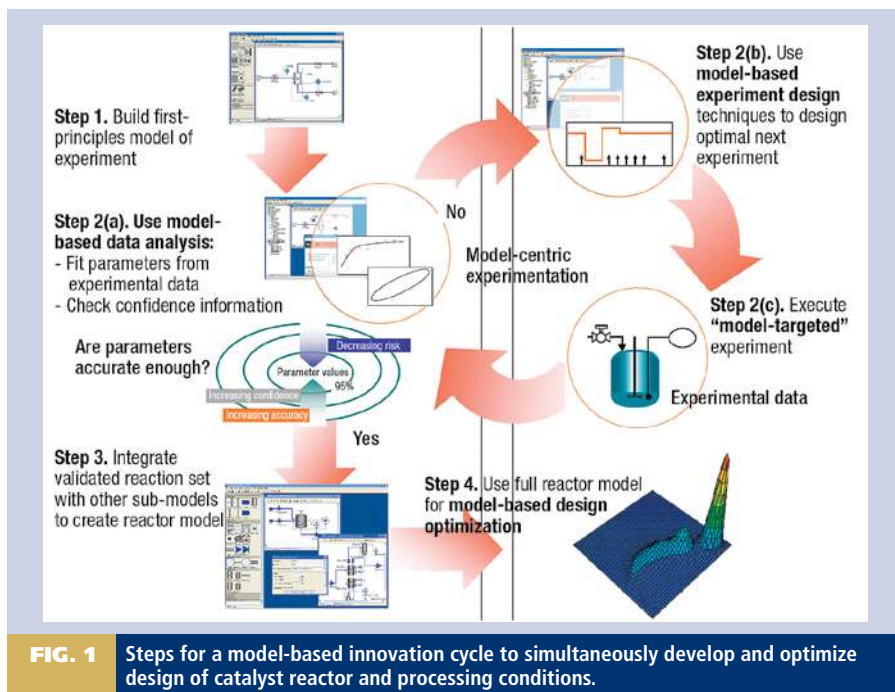 Step 1. Build first-
principles model of
experiment
Step 2(a). Use model-
based data analysis:
- Fit parameters from
experimental data
- Check confidence information
Are parameters
accurate enough?
Decreasing risk
Parameter values
95%
Increasing confidence
Increasing accuracy
No
Yes
Model-centric
experimentation
Step 2(b). Use
model-based
experiment design
techniques to design
optimal next
experiment
Step 2(c). Execute
“model-targeted”
experiment
Experimental data
Step 3. Integrate
validated reaction set
with other sub-models
to create reactor model
Step 4. Use full reactor model
for model-based design
optimization
FIG. 1
Steps for a model-based innovation cycle to simultaneously develop and optimize
design of catalyst reactor and processing conditions.